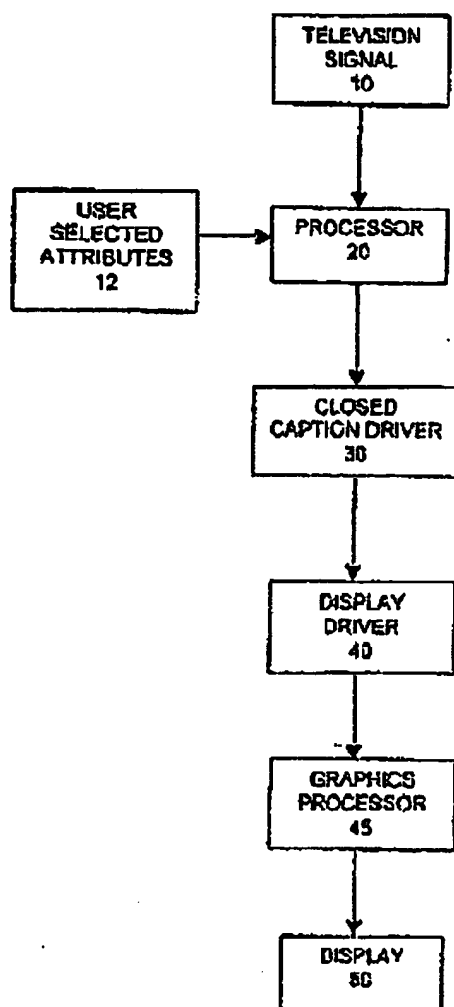 TELEVISION
SIGNAL
10
USER
SELECTED
ATTRIBUTES
12
PROCESSOR
20
CLOSED
CAPTION DRIVER
30
DISPLAY
DRIVER
40
GRAPHICS
PROCESSOR
45
DISPLAY
50